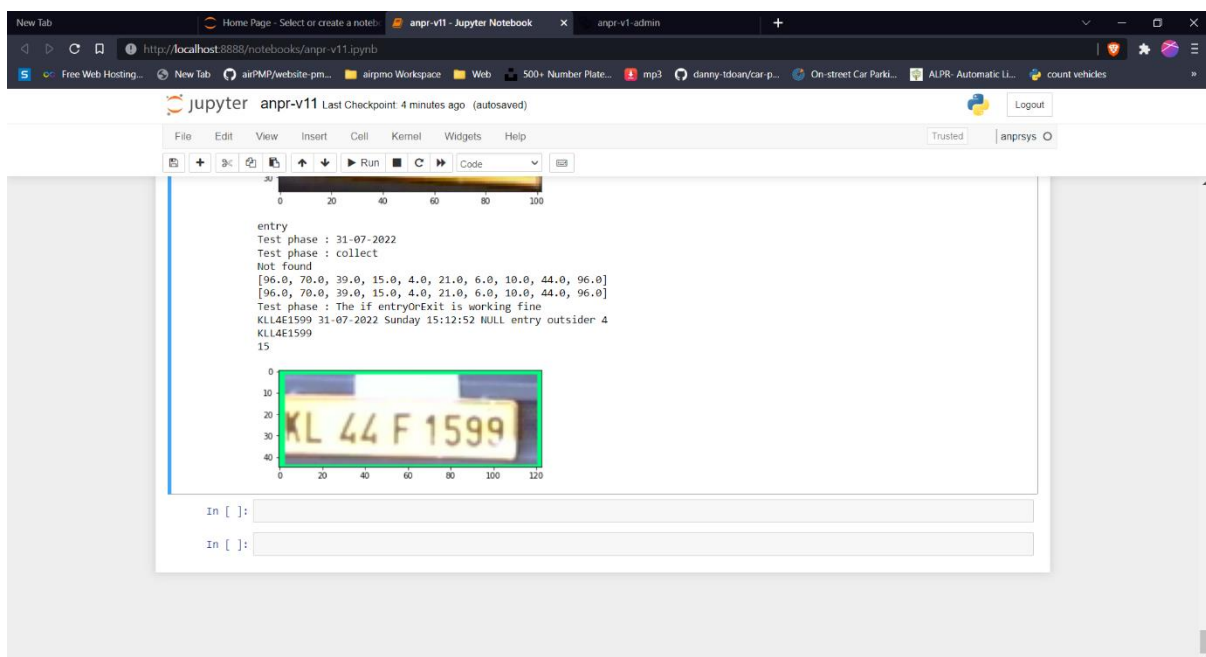 New Tab
Home Page - Select or create a noteb
anpr-v11 - Jupyter Notebook
anpr-v1-admin
http://localhost:8888/notebooks/anpr-v11.ipynb
Free Web Hosting...
New Tab
airPMP/website-pm...
airpmo Workspace
Web
500+ Number Plate...
mp3
danny-tdoan/car-p...
On-street Car Parki...
ALPR- Automatic Li...
count vehicles
jupyter anpr-v11 Last Checkpoint: 4 minutes ago (autosaved)
Logout
File Edit View Insert Cell Kernel Widgets Help
Trusted
anprsys
Run
Code
30
0 20 40 60 80 100
entry
Test phase : 31-07-2022
Test phase : collect
Not found
[96.0, 70.0, 39.0, 15.0, 4.0, 21.0, 6.0, 10.0, 44.0, 96.0]
[96.0, 70.0, 39.0, 15.0, 4.0, 21.0, 6.0, 10.0, 44.0, 96.0]
Test phase : The if entryOrExit is working fine
KLL4E1599 31-07-2022 Sunday 15:12:52 NULL entry outsider 4
KLL4E1599
15
0
10
20
30
40
KL 44 F 1599
0 20 40 60 80 100 120
In [ ]:
In [ ]: